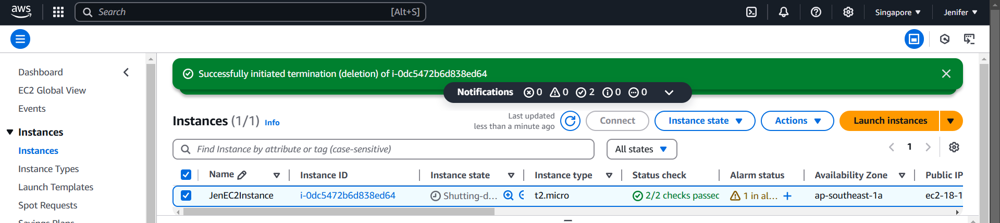 aws Search [Alt+S] Singapore Jenifer
Dashboard
EC2 Global View
Events
Instances
Instances
Instance Types
Launch Templates
Spot Requests
Savings Plans
Successfully initiated termination (deletion) of i-0dc5472b6d838ed64
Notifications 0 0 2 0 0
Instances (1/1) Info
Last updated
less than a minute ago
Connect Instance state Actions Launch instances
Find Instance by attribute or tag (case-sensitive) All states 1
Name Instance ID Instance state Instance type Status check Alarm status Availability Zone Public IP
JenEC2Instance i-0dc5472b6d838ed64 Shutting-d... t2.micro 2/2 checks passed 1 in al... + ap-southeast-1a ec2-18-1